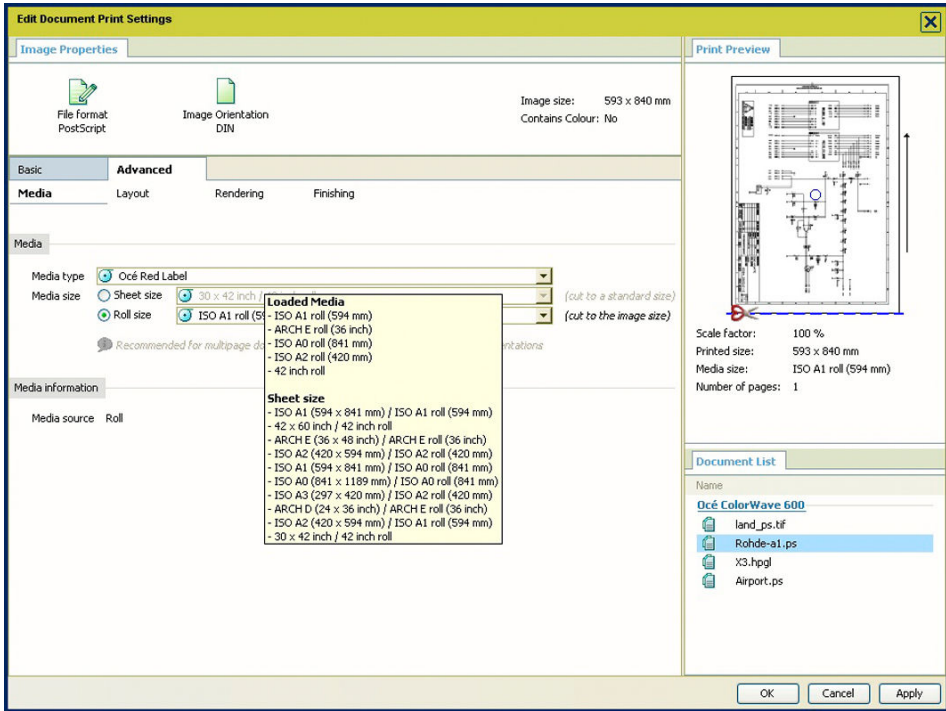 Edit Document Print Settings
Image Properties
File format
PostScript
Image Orientation
DIN
Image size: 593 x 840 mm
Contains Colour: No
Basic
Advanced
Media
Layout
Rendering
Finishing
Media
Media type
Océ Red Label
Media size
Sheet size
30 x 42 inch /
(cut to a standard size)
Roll size
ISO A1 roll (59
(cut to the image size)
Recommended for multipage
Loaded Media
- ISO A1 roll (594 mm)
- ARCH E roll (36 inch)
- ISO A0 roll (841 mm)
- ISO A2 roll (420 mm)
- 42 inch roll
Sheet size
- ISO A1 (594 x 841 mm) / ISO A1 roll (594 mm)
- 42 x 60 inch / 42 inch roll
- ARCH E (36 x 48 inch) / ARCH E roll (36 inch)
- ISO A2 (420 x 594 mm) / ISO A2 roll (420 mm)
- ISO A1 (594 x 841 mm) / ISO A0 roll (841 mm)
- ISO A0 (841 x 1189 mm) / ISO A0 roll (841 mm)
- ISO A3 (297 x 420 mm) / ISO A2 roll (420 mm)
- ARCH D (24 x 36 inch) / ARCH E roll (36 inch)
- ISO A2 (420 x 594 mm) / ISO A1 roll (594 mm)
- 30 x 42 inch / 42 inch roll
Media information
Media source Roll
Print Preview
Scale factor: 100 %
Printed size: 593 x 840 mm
Media size: ISO A1 roll (594 mm)
Number of pages: 1
Document List
Name
Océ ColorWave 600
land_ps.tif
Rohde-a1.ps
X3.hpgl
Airport.ps
OK
Cancel
Apply